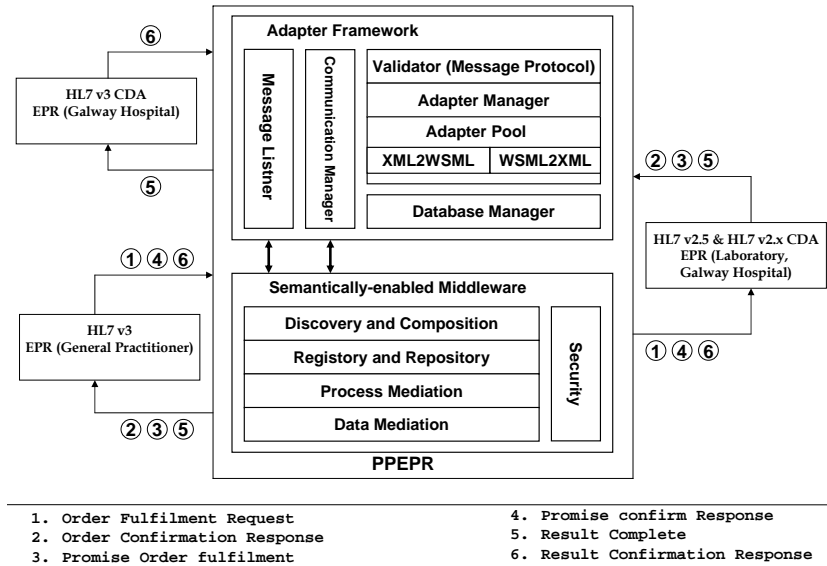 Adapter Framework
⑥
HL7 v3 CDA
EPR (Galway Hospital)
⑤
Message Listner
Communication Manager
Validator (Message Protocol)
Adapter Manager
Adapter Pool
XML2WSML
WSML2XML
Database Manager
② ③ ⑤
HL7 v2.5 & HL7 v2.x CDA
EPR (Laboratory,
Galway Hospital)
① ④ ⑥
① ④ ⑥
HL7 v3
EPR (General Practitioner)
② ③ ⑤
Semantically-enabled Middleware
Discovery and Composition
Registory and Repository
Process Mediation
Data Mediation
Security
PPEPR
1. Order Fulfilment Request
2. Order Confirmation Response
3. Promise Order fulfilment
4. Promise confirm Response
5. Result Complete
6. Result Confirmation Response